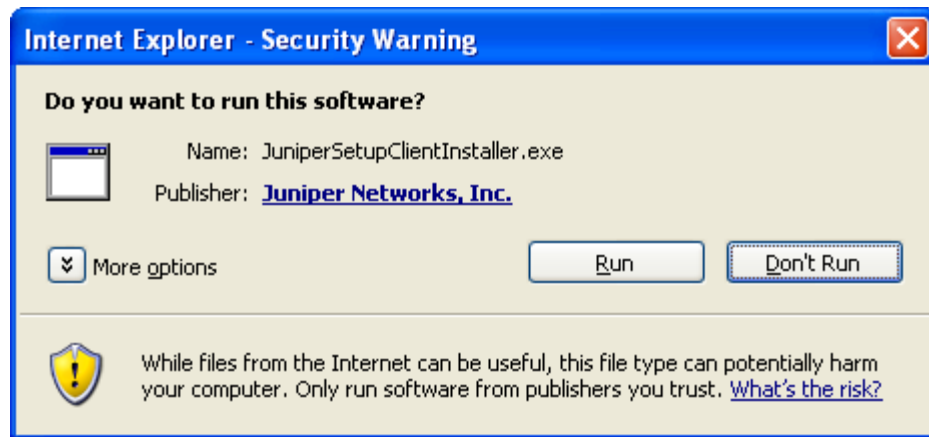 Internet Explorer - Security Warning
Do you want to run this software?
Name: JuniperSetupClientInstaller.exe
Publisher: Juniper Networks, Inc.
More options
Run
Don't Run
While files from the Internet can be useful, this file type can potentially harm
your computer. Only run software from publishers you trust. What's the risk?